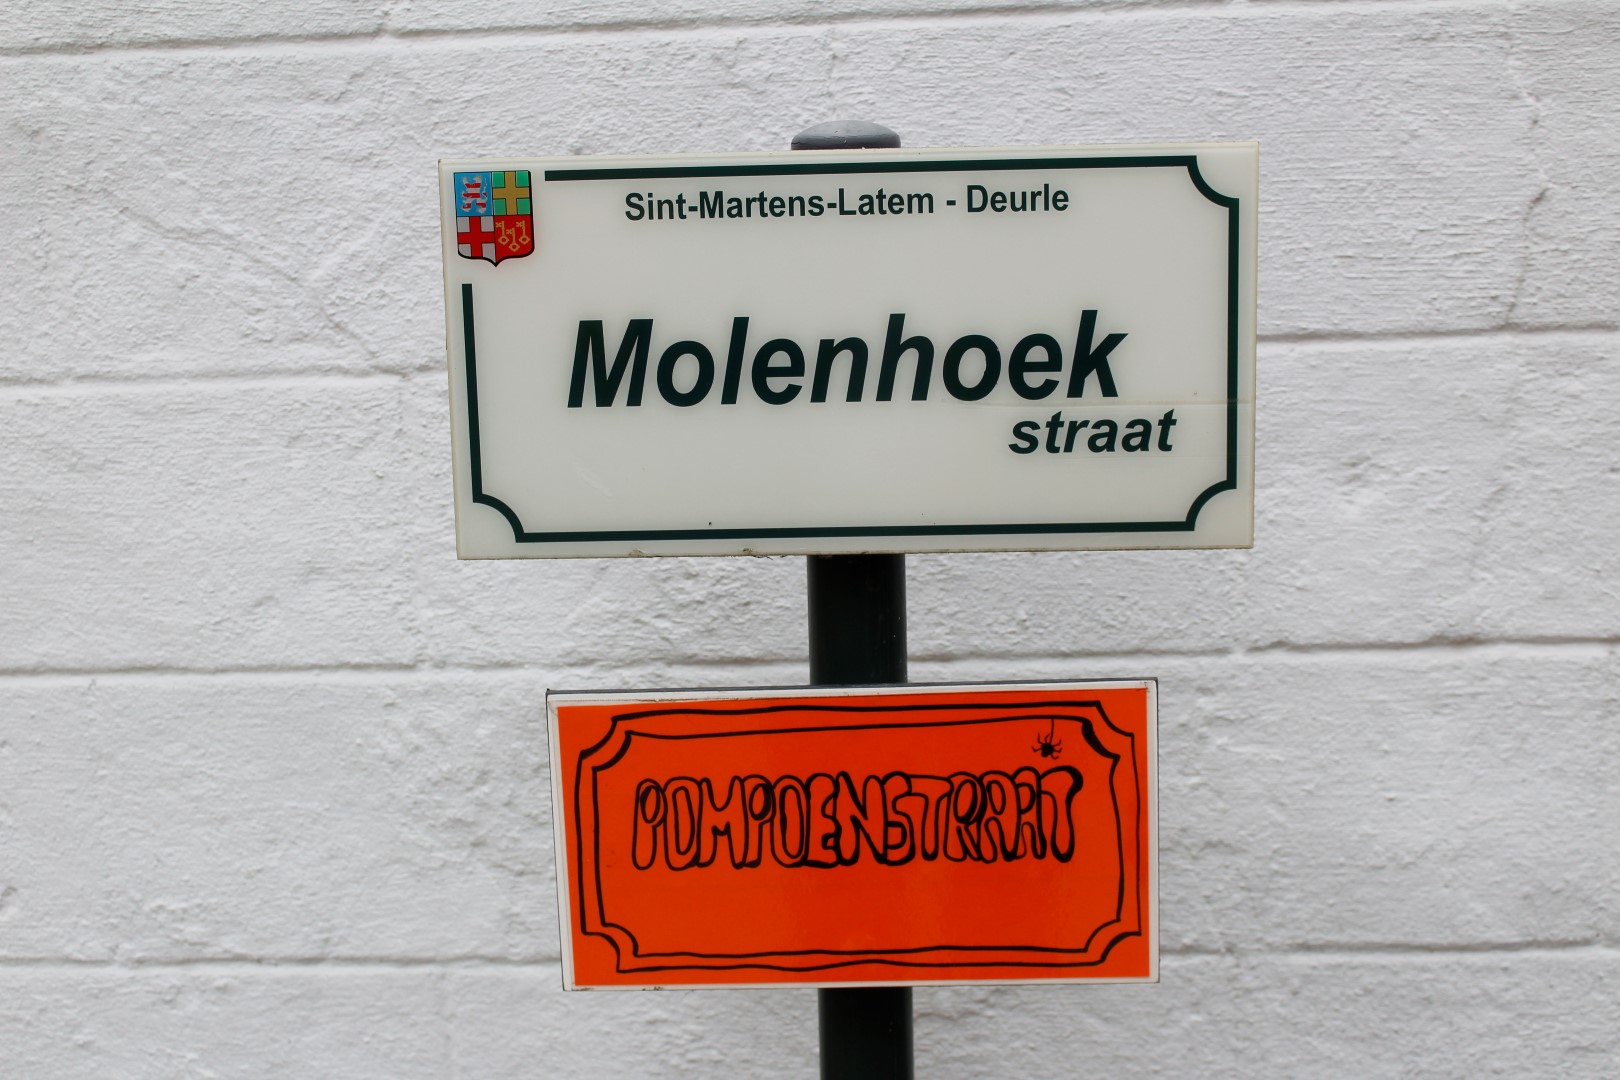 Sint-Martens-Latem - Deurle
Molenhoek
straat
POMPOENSTRAAT